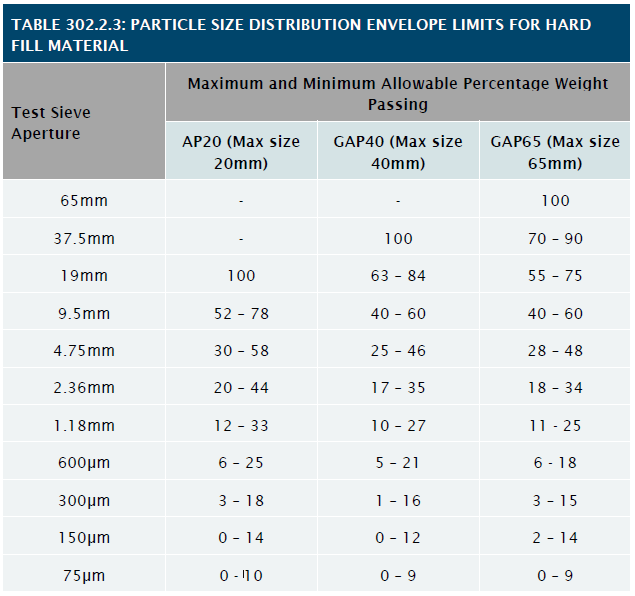 TABLE 302.2.3: PARTICLE SIZE DISTRIBUTION ENVELOPE LIMITS FOR HARD
FILL MATERIAL
Test Sieve
Aperture
Maximum and Minimum Allowable Percentage Weight
Passing
AP20 (Max size
20mm)
GAP40 (Max size
40mm)
GAP65 (Max size
65mm)
65mm - - 100
37.5mm - 100 70 – 90
19mm 100 63 – 84 55 – 75
9.5mm 52 – 78 40 – 60 40 – 60
4.75mm 30 – 58 25 – 46 28 – 48
2.36mm 20 – 44 17 – 35 18 – 34
1.18mm 12 – 33 10 – 27 11 - 25
600µm 6 – 25 5 – 21 6 - 18
300µm 3 – 18 1 – 16 3 – 15
150µm 0 – 14 0 – 12 2 – 14
75µm 0 - 10 0 – 9 0 – 9